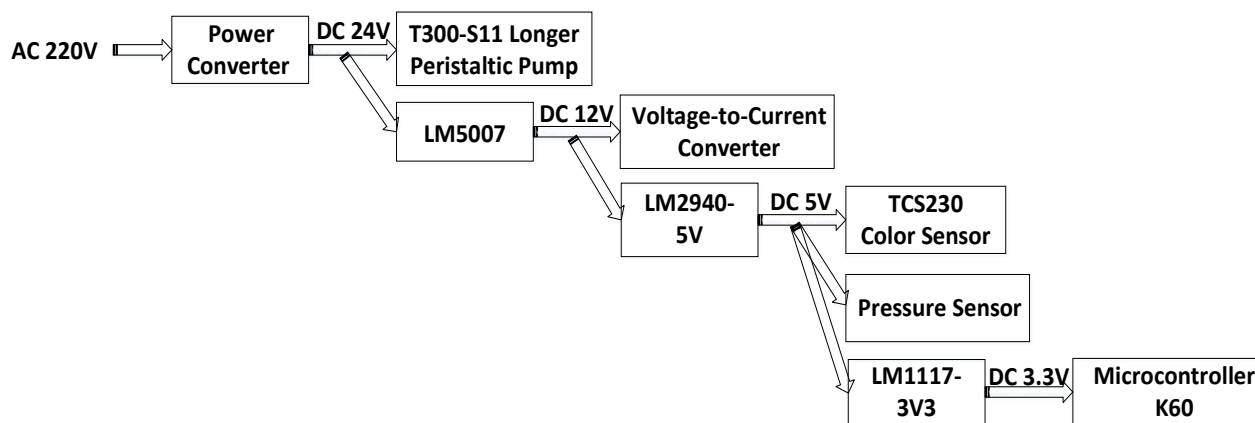 AC 220V
Power
Converter
DC 24V
T300-S11 Longer
Peristaltic Pump
LM5007
DC 12V
Voltage-to-Current
Converter
LM2940-
5V
DC 5V
TCS230
Color Sensor
Pressure Sensor
LM1117-
3V3
DC 3.3V
Microcontroller
K60